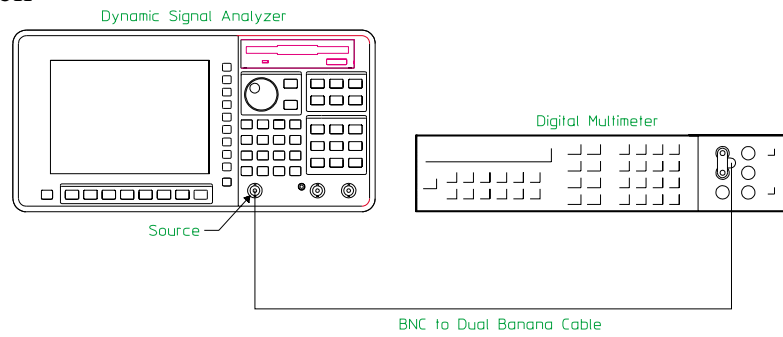 Dynamic Signal Analyzer
Digital Multimeter
Source
BNC to Dual Banana Cable